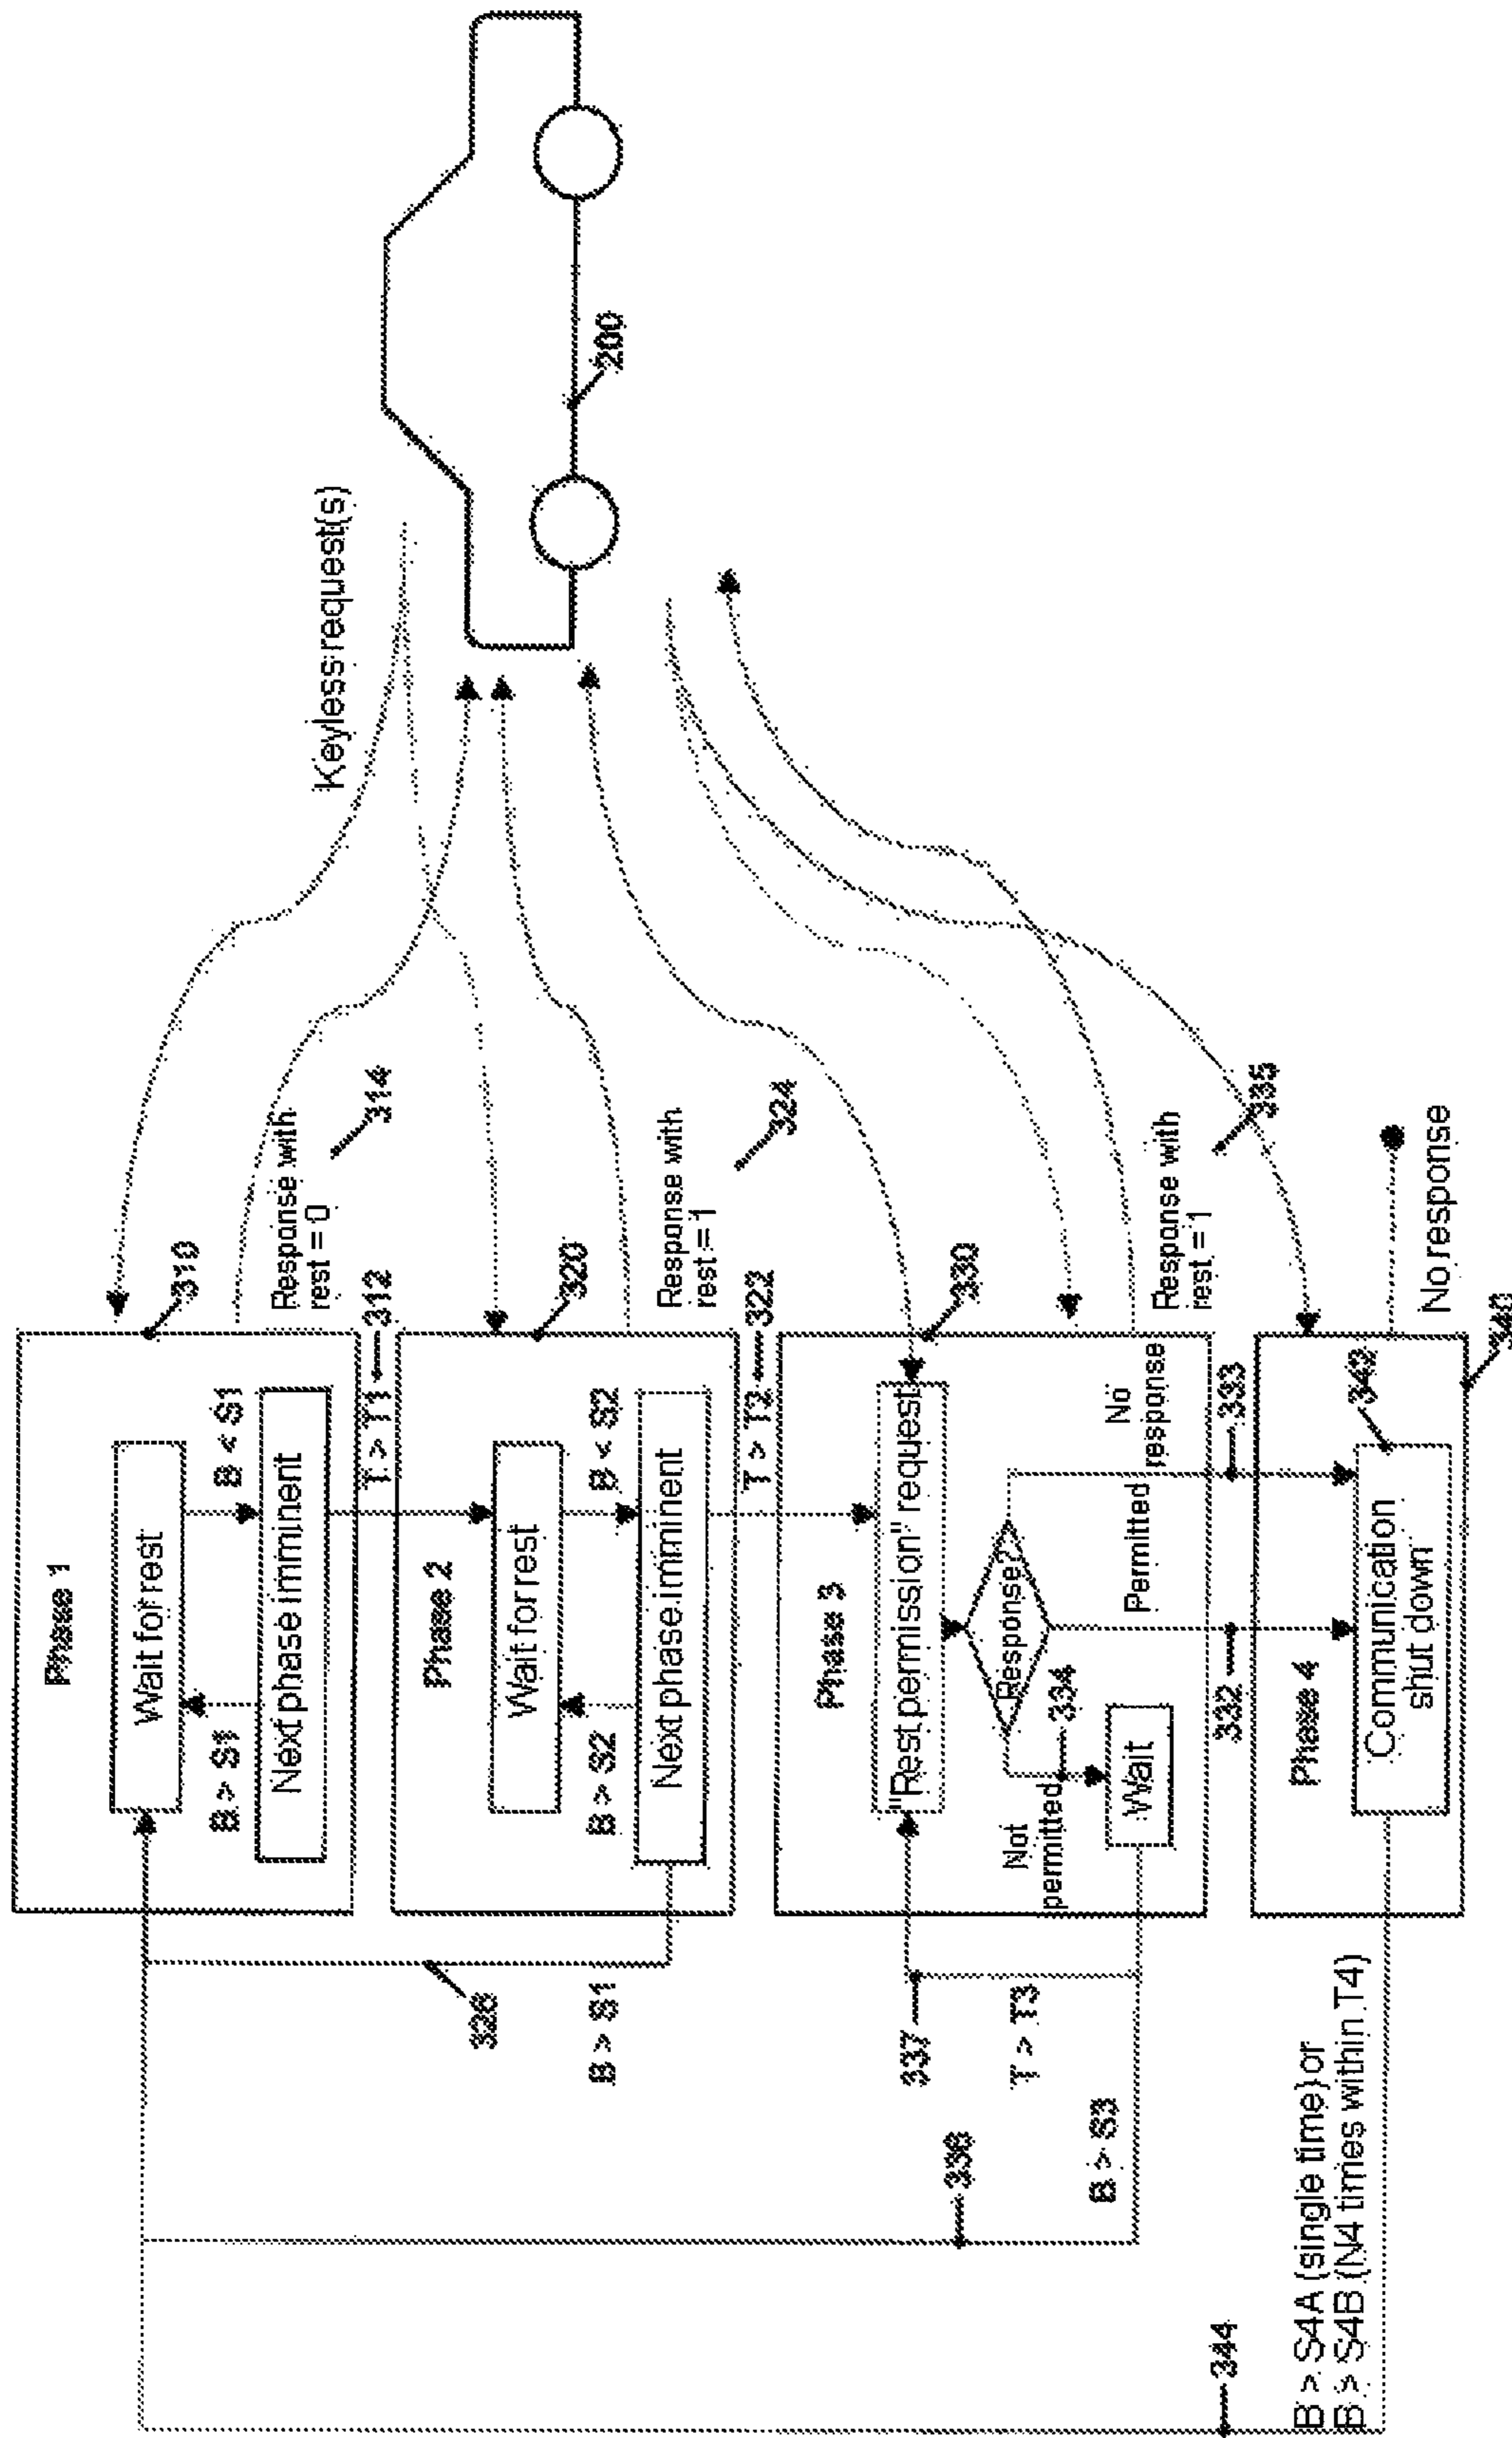 Keyless request(s)
200
Phase 1
310
Wait for rest
B > S1
B < S1
Next phase imminent
Response with
rest = 0
314
T > T1
312
Phase 2
320
Wait for rest
B > S2
B < S2
Next phase imminent
Response with
rest = 1
324
326
B > S1
T > T2
322
Phase 3
330
"Rest permission" request
Response?
337
T > T3
Not
permitted
334
Wait
Permitted
No
response
Response with
rest = 1
335
336
B > S3
332
333
Phase 4
342
Communication
shut down
No response
340
B > S4A (single time) or
B > S4B (N4 times within T4)
344